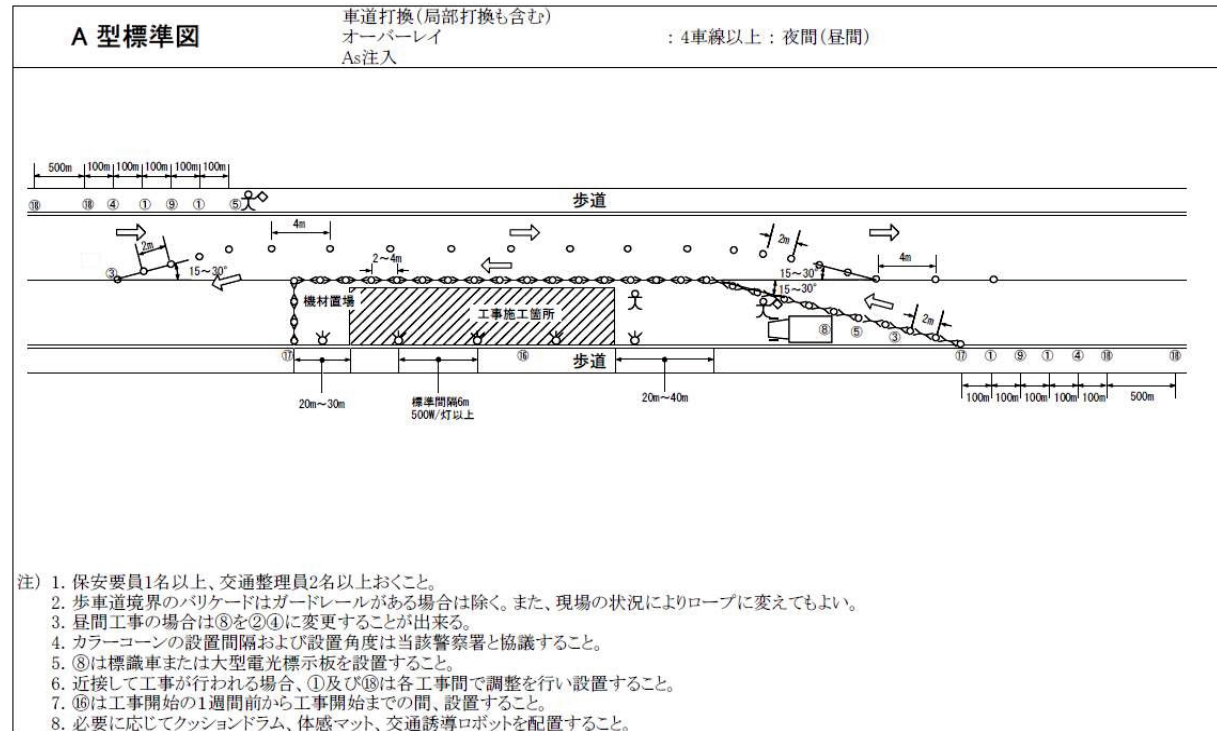 A 型標準図
車道打換(局部打換も含む)
オーバーレイ
As注入
：4車線以上：夜間(昼間)
500m 100m 100m 100m 100m 100m
⑱ ⑱ ④ ① ⑨ ① ⑤
歩道
4m
2m
2m
③
15～30°
2～4m
15～30°
4m
15～30°
機材置場
工事施工箇所
⑧ ⑤ ③
2m
⑰
⑯
歩道
⑰ ① ⑨ ① ④ ⑱ ⑱
20m～30m
標準間隔6m
500W/灯以上
20m～40m
100m 100m 100m 100m 100m 500m
注) 1. 保安要員1名以上、交通整理員2名以上おくこと。
2. 歩車道境界のバリケードはガードレールがある場合は除く。また、現場の状況によりロープに変えてもよい。
3. 昼間工事の場合は⑧を②④に変更することが出来る。
4. カラーコーンの設置間隔および設置角度は当該警察署と協議すること。
5. ⑧は標識車または大型電光標示板を設置すること。
6. 近接して工事が行われる場合、①及び⑱は各工事間で調整を行い設置すること。
7. ⑯は工事開始の1週間前から工事開始までの間、設置すること。
8. 必要に応じてクッションドラム、体感マット、交通誘導ロボットを配置すること。